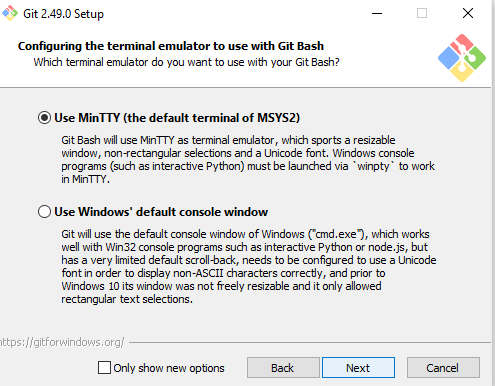 Git 2.49.0 Setup
Configuring the terminal emulator to use with Git Bash
Which terminal emulator do you want to use with your Git Bash?
Use MinTTY (the default terminal of MSYS2)
Git Bash will use MinTTY as terminal emulator, which sports a resizable
window, non-rectangular selections and a Unicode font. Windows console
programs (such as interactive Python) must be launched via `winpty` to work
in MinTTY.
Use Windows' default console window
Git will use the default console window of Windows ("cmd.exe"), which works
well with Win32 console programs such as interactive Python or node.js, but
has a very limited default scroll-back, needs to be configured to use a Unicode
font in order to display non-ASCII characters correctly, and prior to
Windows 10 its window was not freely resizable and it only allowed
rectangular text selections.
https://gitforwindows.org/
Only show new options
Back
Next
Cancel